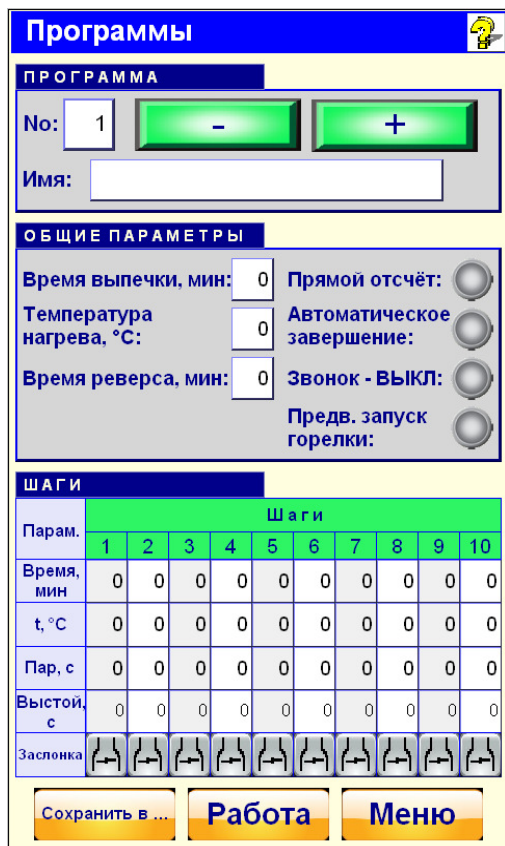 Программы
ПРОГРАММА
No: 1 - +
Имя:
ОБЩИЕ ПАРАМЕТРЫ
Время выпечки, мин: 0 Прямой отсчёт:
Температура нагрева, °C: 0 Автоматическое завершение:
Время реверса, мин: 0 Звонок - ВЫКЛ:
Предв. запуск горелки:
ШАГИ
Парам. Шаги
1 2 3 4 5 6 7 8 9 10
Время, мин 0 0 0 0 0 0 0 0 0 0
t, °C 0 0 0 0 0 0 0 0 0 0
Пар, с 0 0 0 0 0 0 0 0 0 0
Выстой, с 0 0 0 0 0 0 0 0 0 0
Заслонка
Сохранить в ... Работа Меню